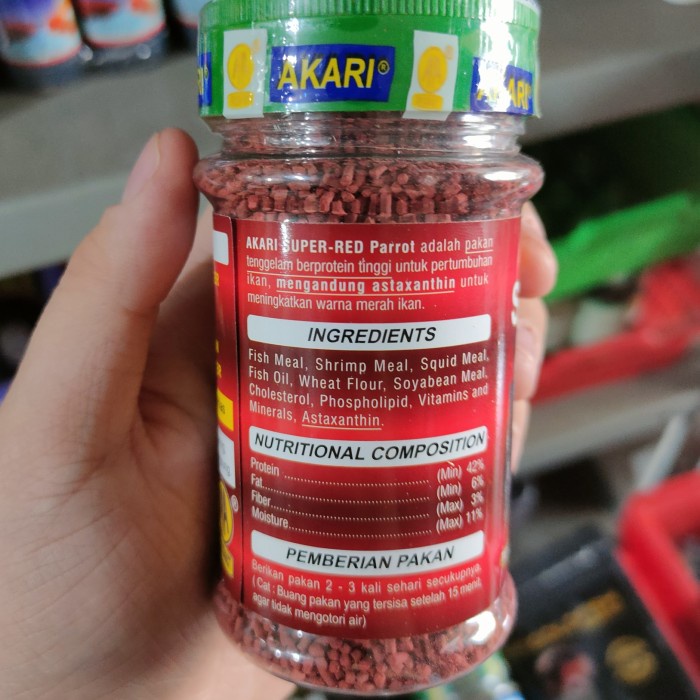 AKARI®
AKARI SUPER-RED Parrot adalah pakan
tenggelam berprotein tinggi untuk pertumbuhan
ikan, mengandung astaxanthin untuk
meningkatkan warna merah ikan.
INGREDIENTS
Fish Meal, Shrimp Meal, Squid Meal,
Fish Oil, Wheat Flour, Soyabean Meal,
Cholesterol, Phospholipid, Vitamins and
Minerals, Astaxanthin.
NUTRITIONAL COMPOSITION
Protein ........................................ (Min) 42%
Fat............................................... (Min) 6%
Fiber............................................ (Max) 3%
Moisture..................................... (Max) 11%
PEMBERIAN PAKAN
Berikan pakan 2 - 3 kali sehari secukupnya.
( Cat : Buang pakan yang tersisa setelah 15 menit,
agar tidak mengotori air)